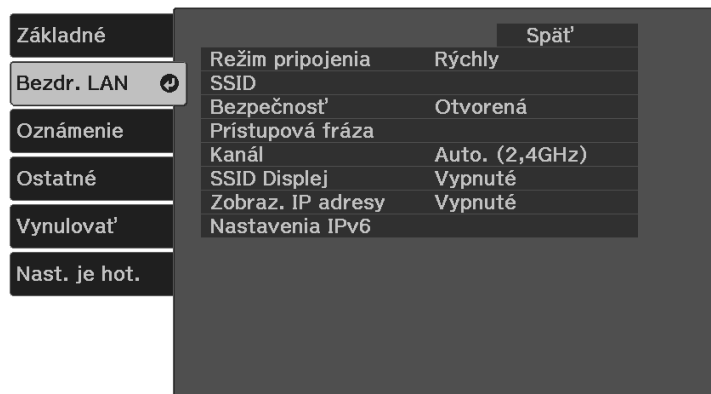 Základné
Bezdr. LAN
Oznámenie
Ostatné
Vynulovať
Nast. je hot.
Späť
Režim pripojenia Rýchly
SSID
Bezpečnosť Otvorená
Prístupová fráza
Kanál Auto. (2,4GHz)
SSID Displej Vypnuté
Zobraz. IP adresy Vypnuté
Nastavenia IPv6